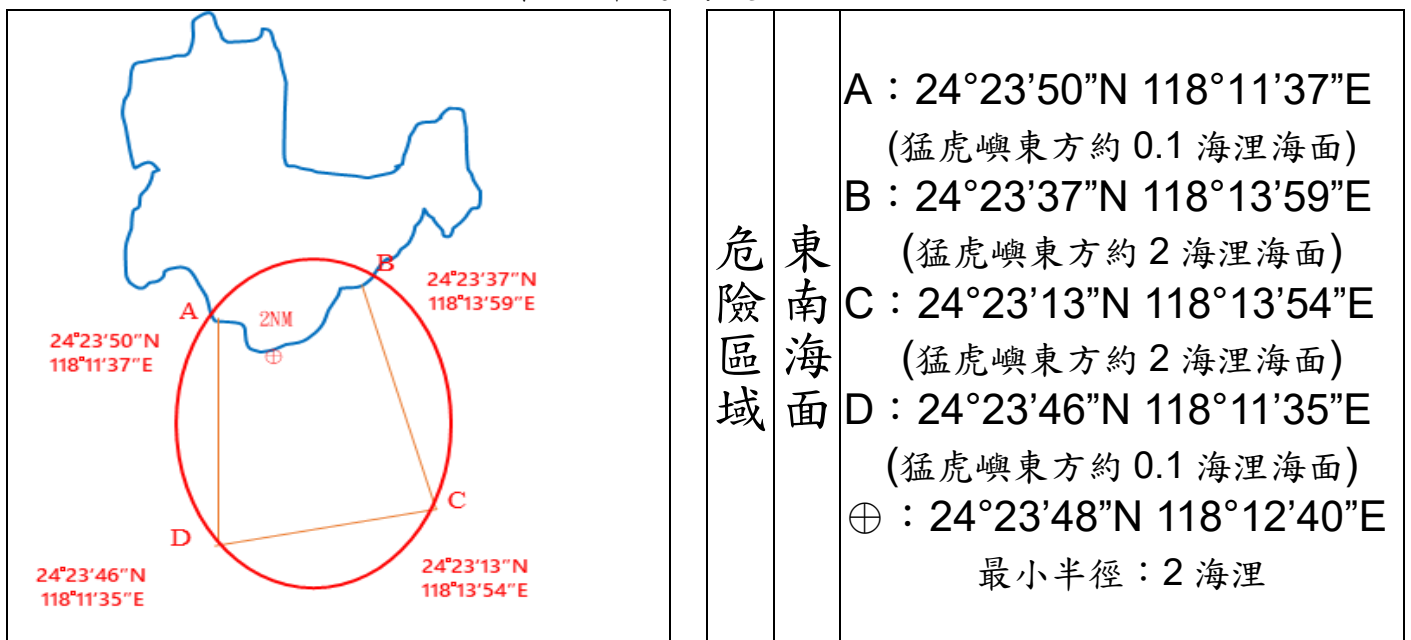 A
B
2NM
⊕
C
D
24°23'37"N
118°13'59"E
24°23'50"N
118°11'37"E
24°23'46"N
118°11'35"E
24°23'13"N
118°13'54"E
危險區域
東南海面
A：24°23'50"N 118°11'37"E
(猛虎嶼東方約 0.1 海浬海面)
B：24°23'37"N 118°13'59"E
(猛虎嶼東方約 2 海浬海面)
C：24°23'13"N 118°13'54"E
(猛虎嶼東方約 2 海浬海面)
D：24°23'46"N 118°11'35"E
(猛虎嶼東方約 0.1 海浬海面)
⊕：24°23'48"N 118°12'40"E
最小半徑：2 海浬